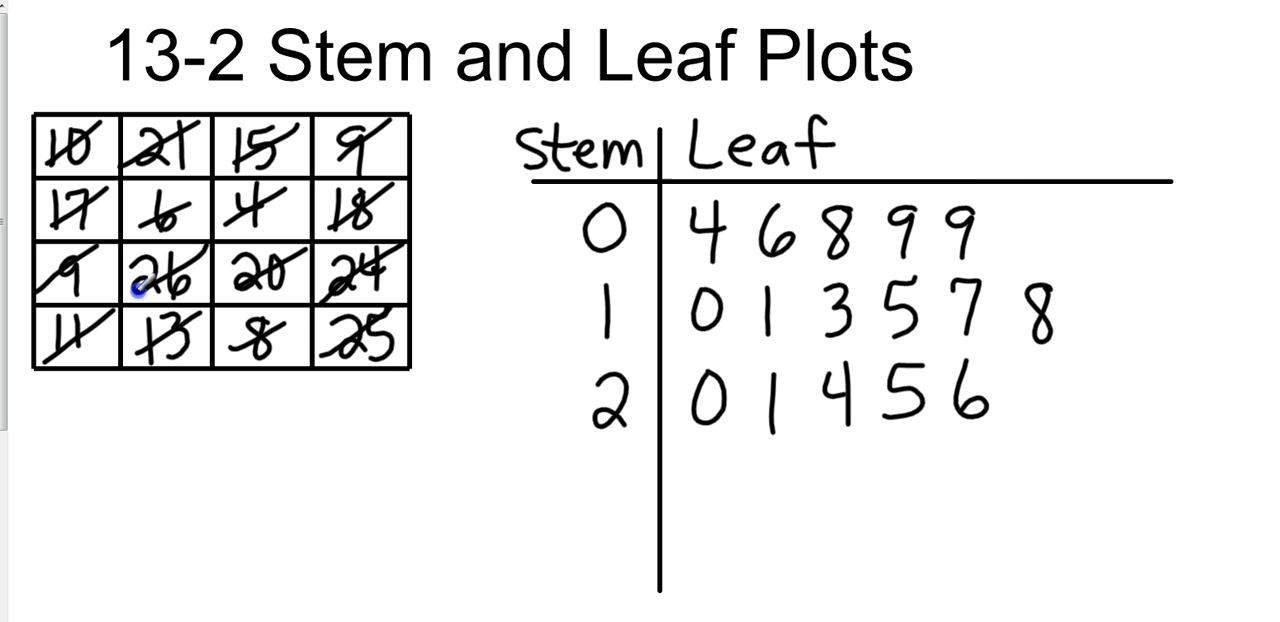 13-2 Stem and Leaf Plots
10 21 15 9
17 6 4 18
9 26 20 24
11 13 8 25
Stem Leaf
0 4 6 8 9 9
1 0 1 3 5 7 8
2 0 1 4 5 6